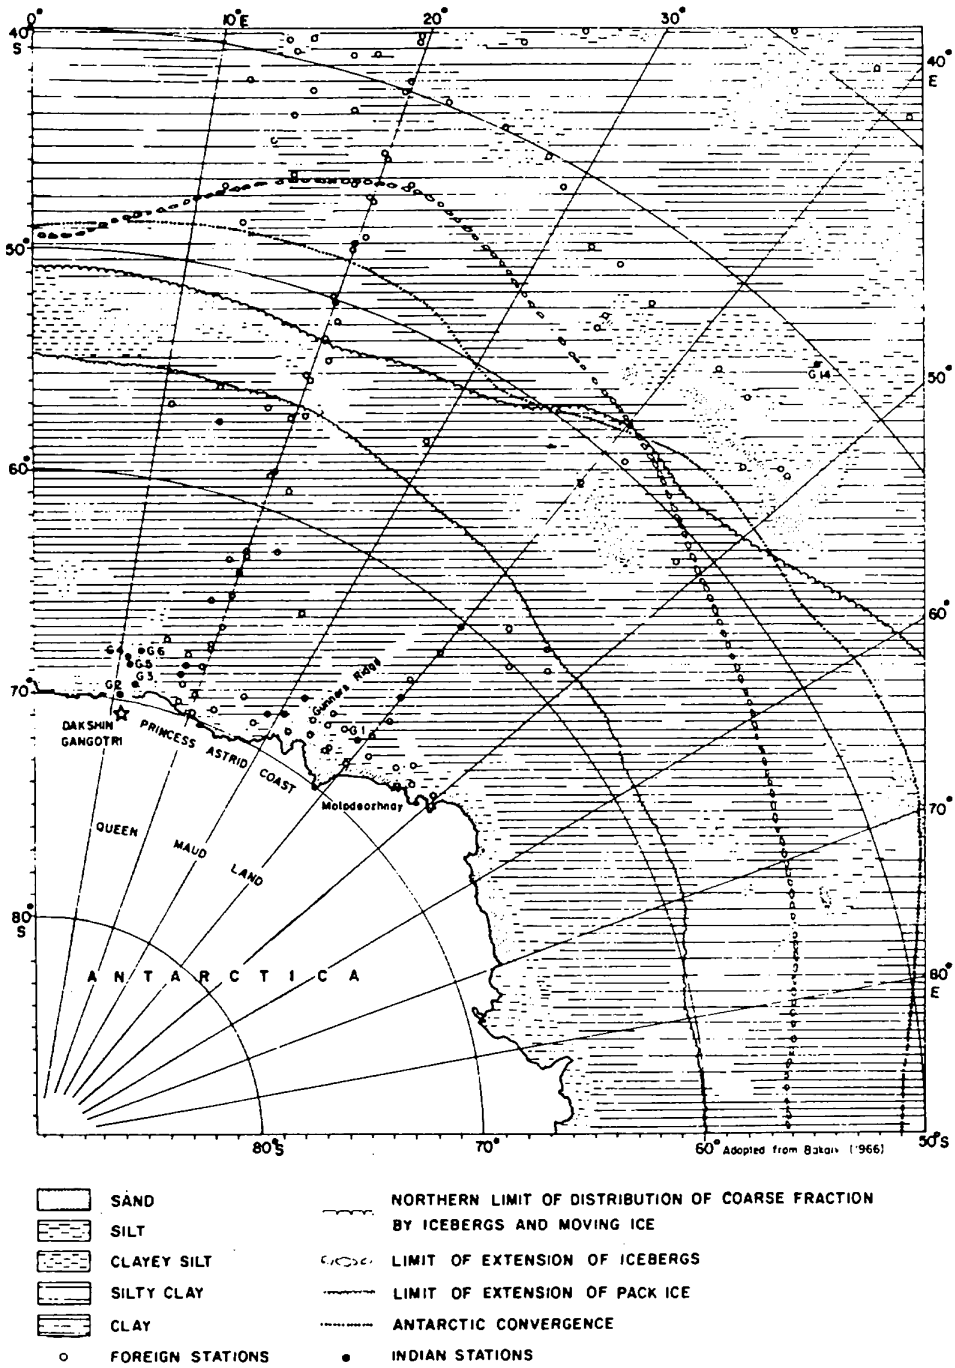 0°
10°E
20°
30°
40°
S
40°
E
50°
G14
50°
60°
60°
G6
G5
G3
Gunners Ridge
70°
G2
G1
DAKSHIN
GANGOTRI
PRINCESS ASTRID COAST
Molodeozhnay
70°
QUEEN MAUD LAND
80°
S
ANTARCTICA
80°
E
80°S
70°
60°
Adopted from Bakaiv (1966)
50°S
SAND
SILT
CLAYEY SILT
SILTY CLAY
CLAY
FOREIGN STATIONS
NORTHERN LIMIT OF DISTRIBUTION OF COARSE FRACTION
BY ICEBERGS AND MOVING ICE
LIMIT OF EXTENSION OF ICEBERGS
LIMIT OF EXTENSION OF PACK ICE
ANTARCTIC CONVERGENCE
INDIAN STATIONS